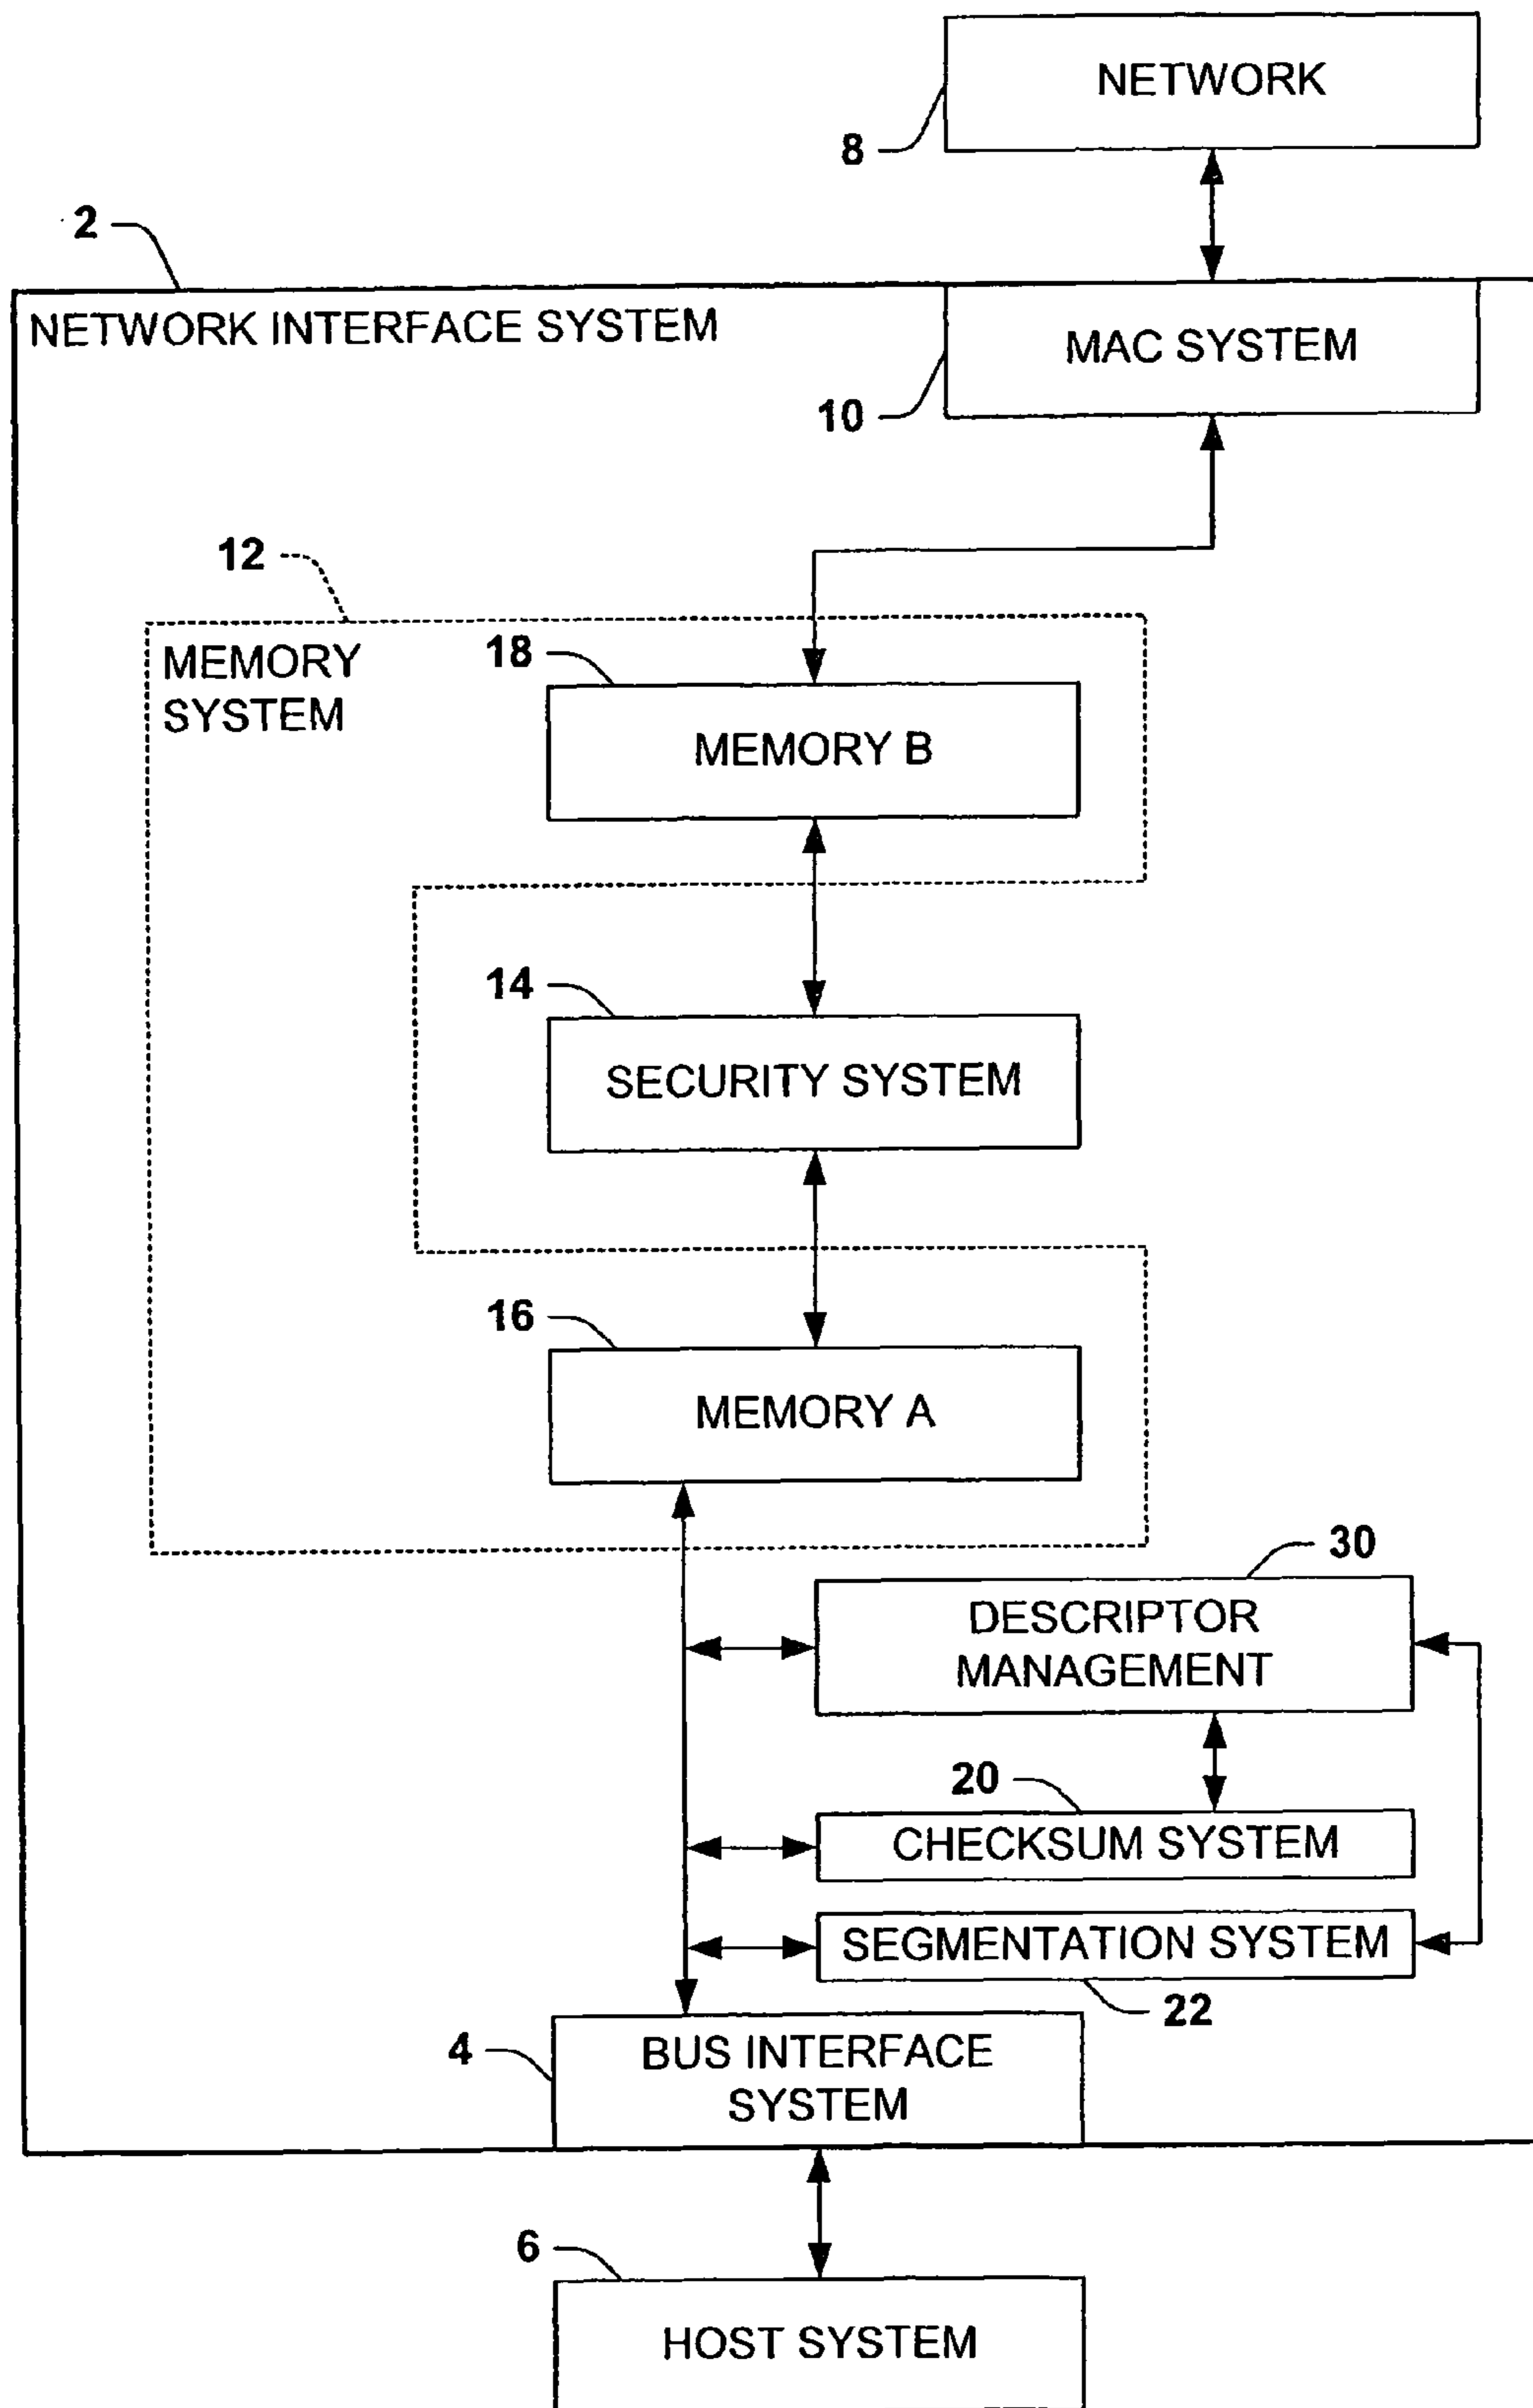 NETWORK
8
2
NETWORK INTERFACE SYSTEM
MAC SYSTEM
10
12
MEMORY
SYSTEM
18
MEMORY B
14
SECURITY SYSTEM
16
MEMORY A
30
DESCRIPTOR
MANAGEMENT
20
CHECKSUM SYSTEM
SEGMENTATION SYSTEM
22
4
BUS INTERFACE
SYSTEM
6
HOST SYSTEM